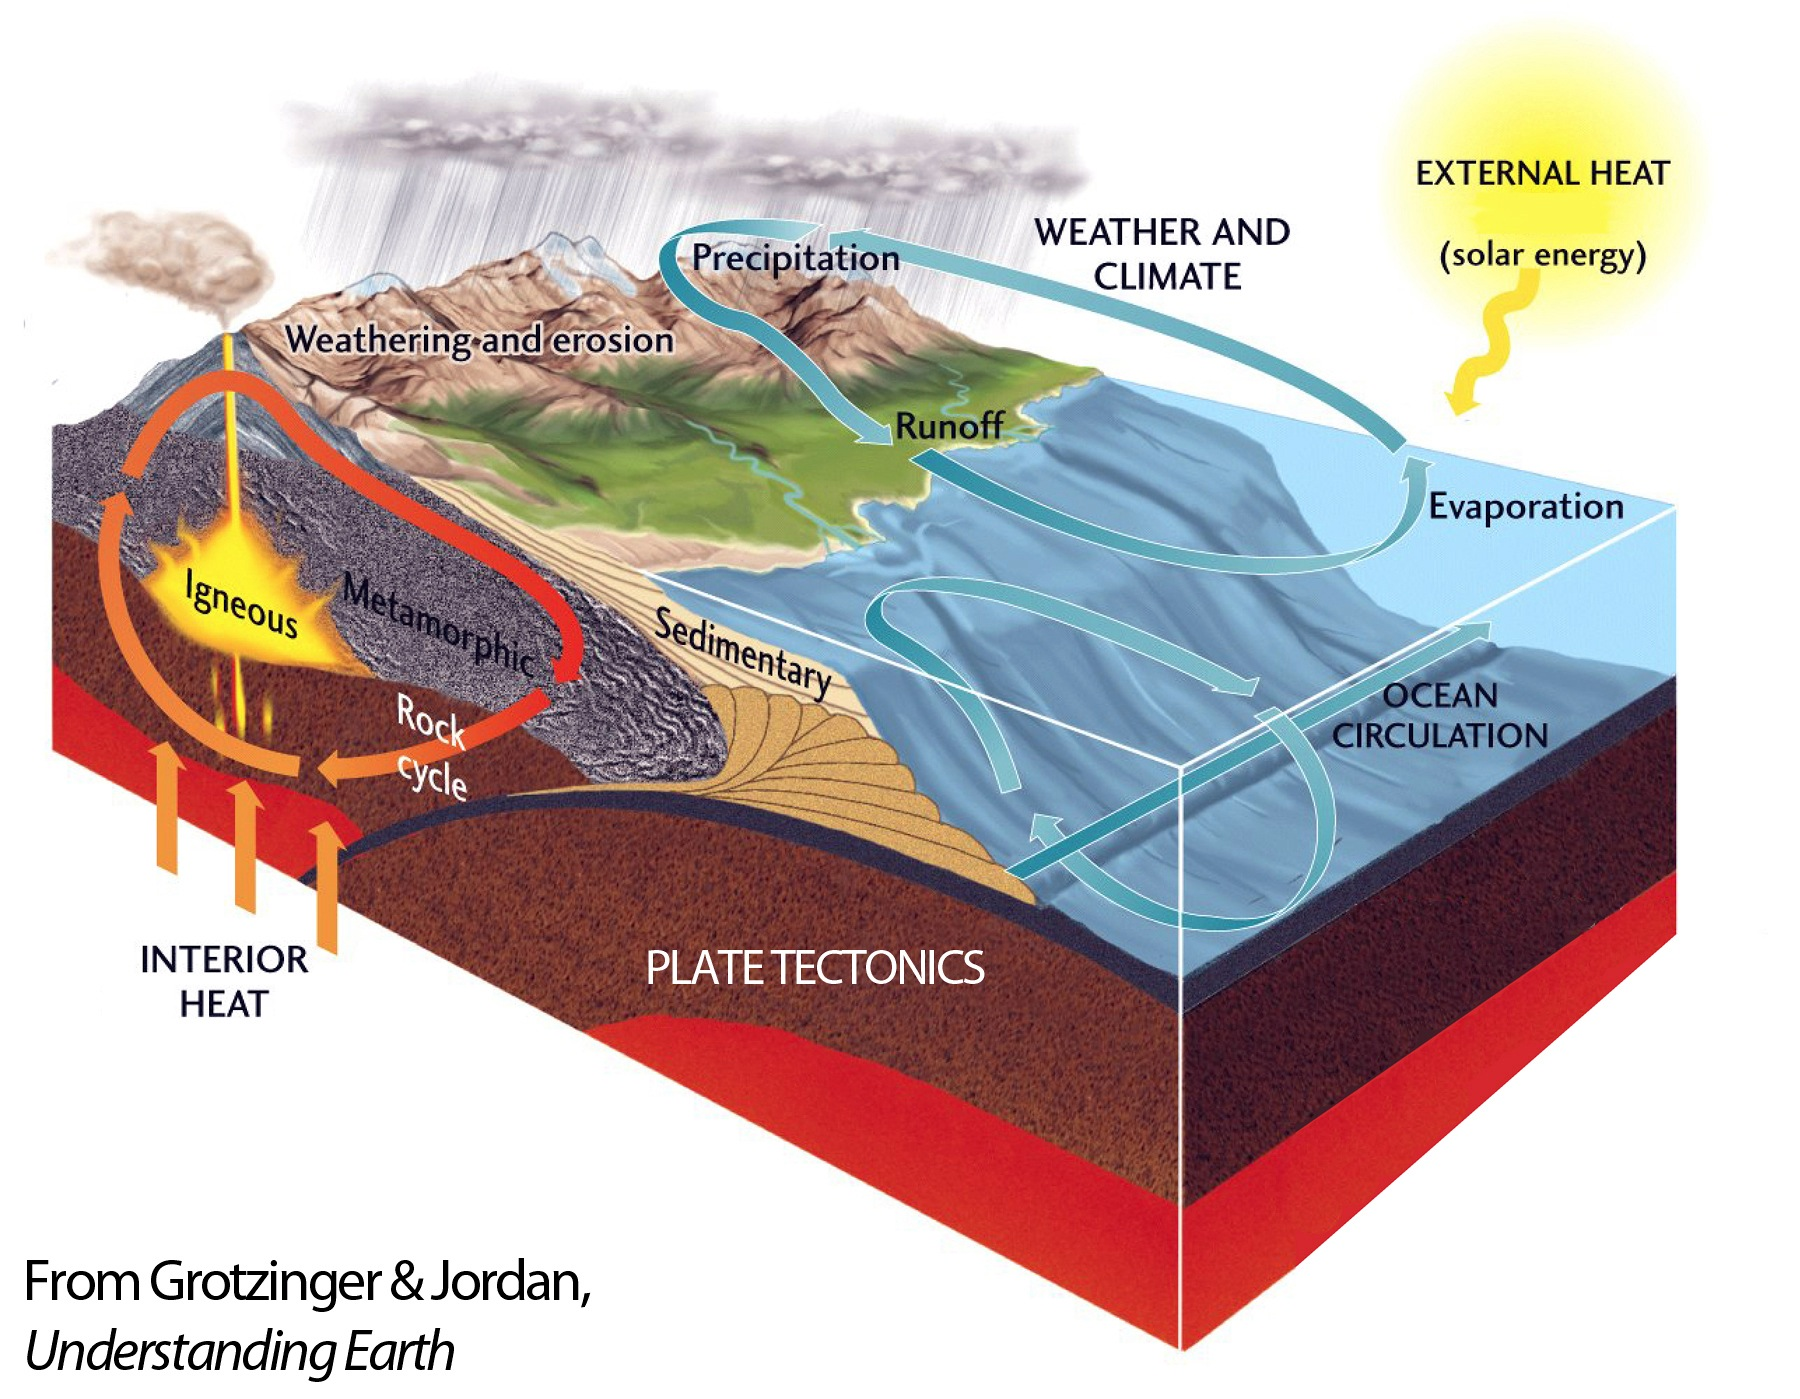 EXTERNAL HEAT
(solar energy)
WEATHER AND
CLIMATE
Precipitation
Weathering and erosion
Runoff
Evaporation
Igneous
Metamorphic
Sedimentary
Rock
cycle
OCEAN
CIRCULATION
INTERIOR
HEAT
PLATE TECTONICS
From Grotzinger & Jordan,
Understanding Earth